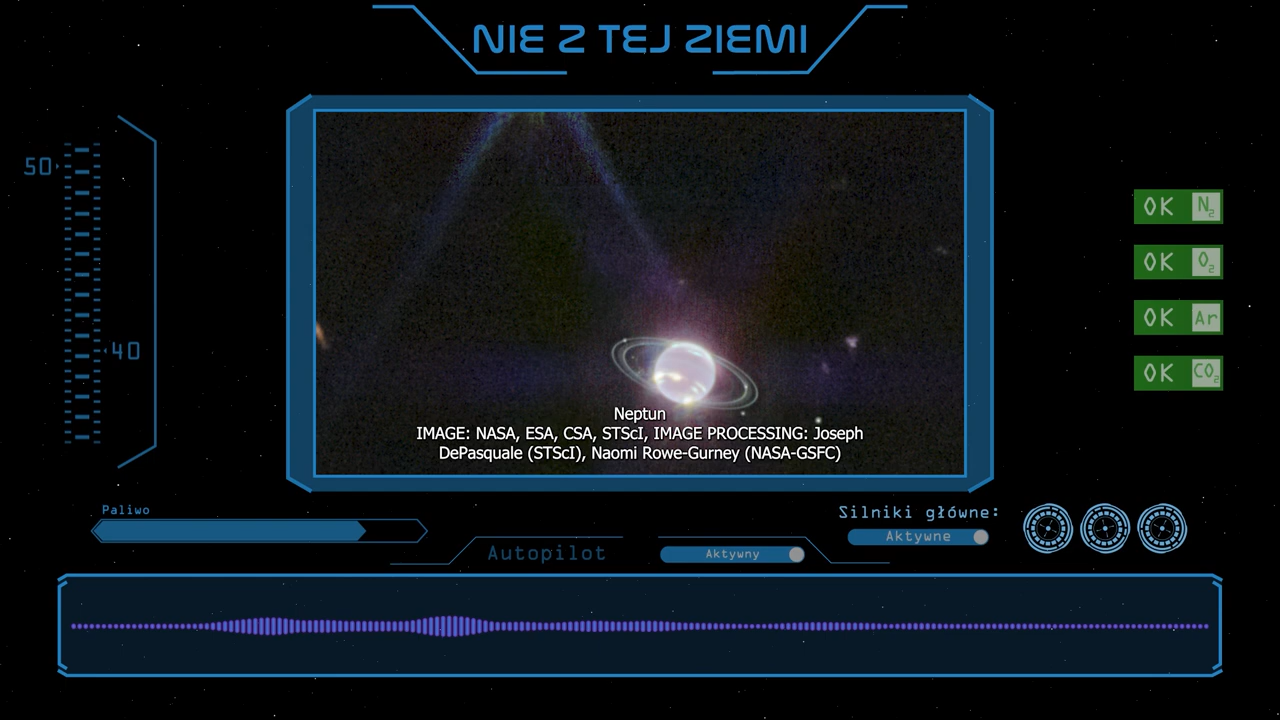 NIE Z TEJ ZIEMI
50
40
OK N₂
OK O₂
OK Ar
OK CO₂
Neptun
IMAGE: NASA, ESA, CSA, STScI, IMAGE PROCESSING: Joseph
DePasquale (STScI), Naomi Rowe-Gurney (NASA-GSFC)
Paliwo
Silniki główne:
Aktywne
Autopilot
Aktywny